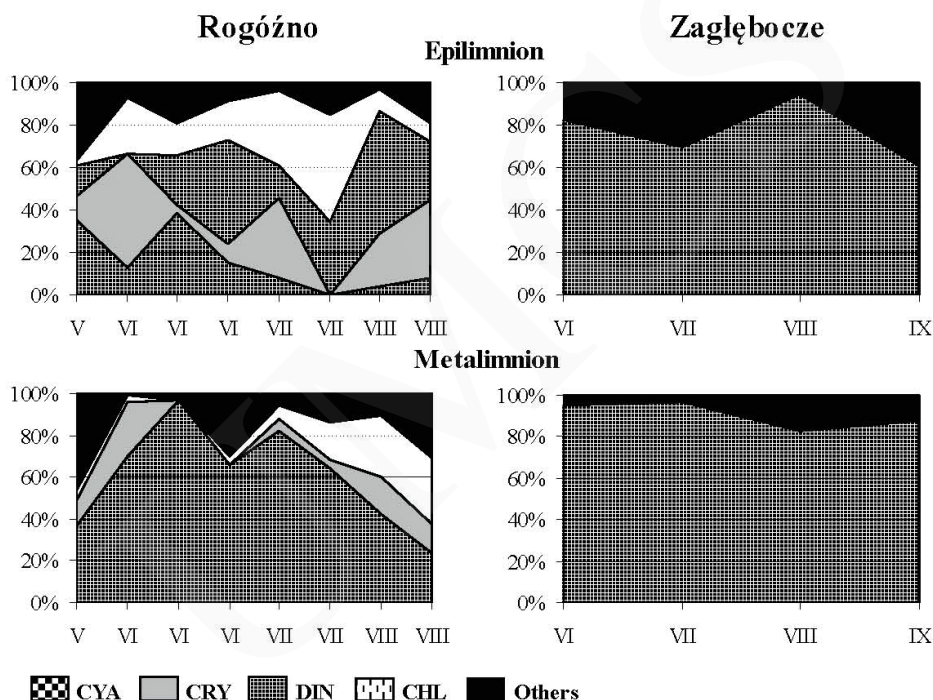 Rogóźno
Zagłębocze
Epilimnion
100%
80%
60%
40%
20%
0%
V VI VI VI VII VII VIII VIII
100%
80%
60%
40%
20%
0%
VI VII VIII IX
Metalimnion
100%
80%
60%
40%
20%
0%
V VI VI VI VII VII VIII VIII
100%
80%
60%
40%
20%
0%
VI VII VIII IX
CYA CRY DIN CHL Others
UMCS